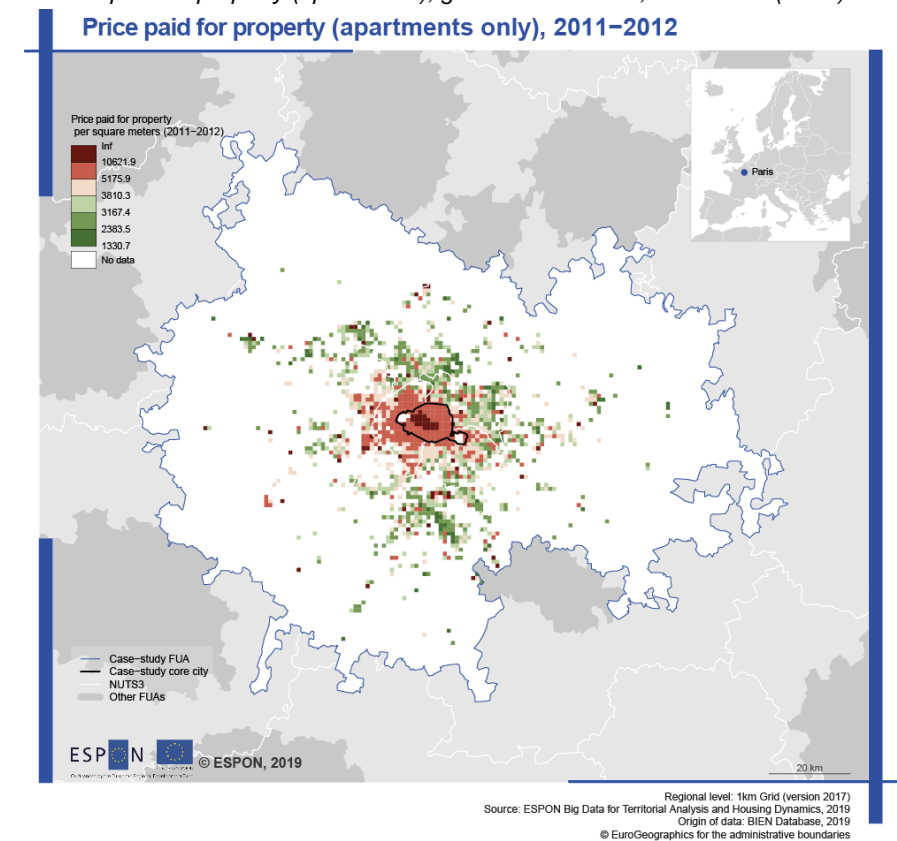 Price paid for property (apartments only), 2011−2012
Price paid for property
per square meters (2011−2012)
Inf
10621.9
5175.9
3810.3
3167.4
2383.5
1330.7
No data
Paris
Case−study FUA
Case−study core city
NUTS3
Other FUAs
ESPON
© ESPON, 2019
20 km
Regional level: 1km Grid (version 2017)
Source: ESPON Big Data for Territorial Analysis and Housing Dynamics, 2019
Origin of data: BIEN Database, 2019
© EuroGeographics for the administrative boundaries